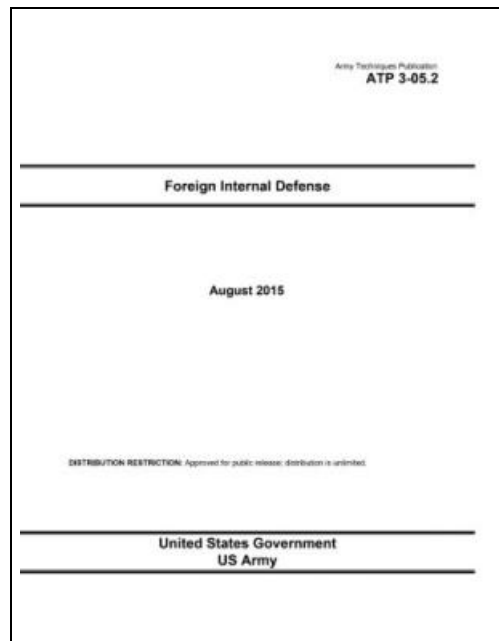 Army Techniques Publication
ATP 3-05.2
Foreign Internal Defense
August 2015
DISTRIBUTION RESTRICTION: Approved for public release; distribution is unlimited.
United States Government
US Army